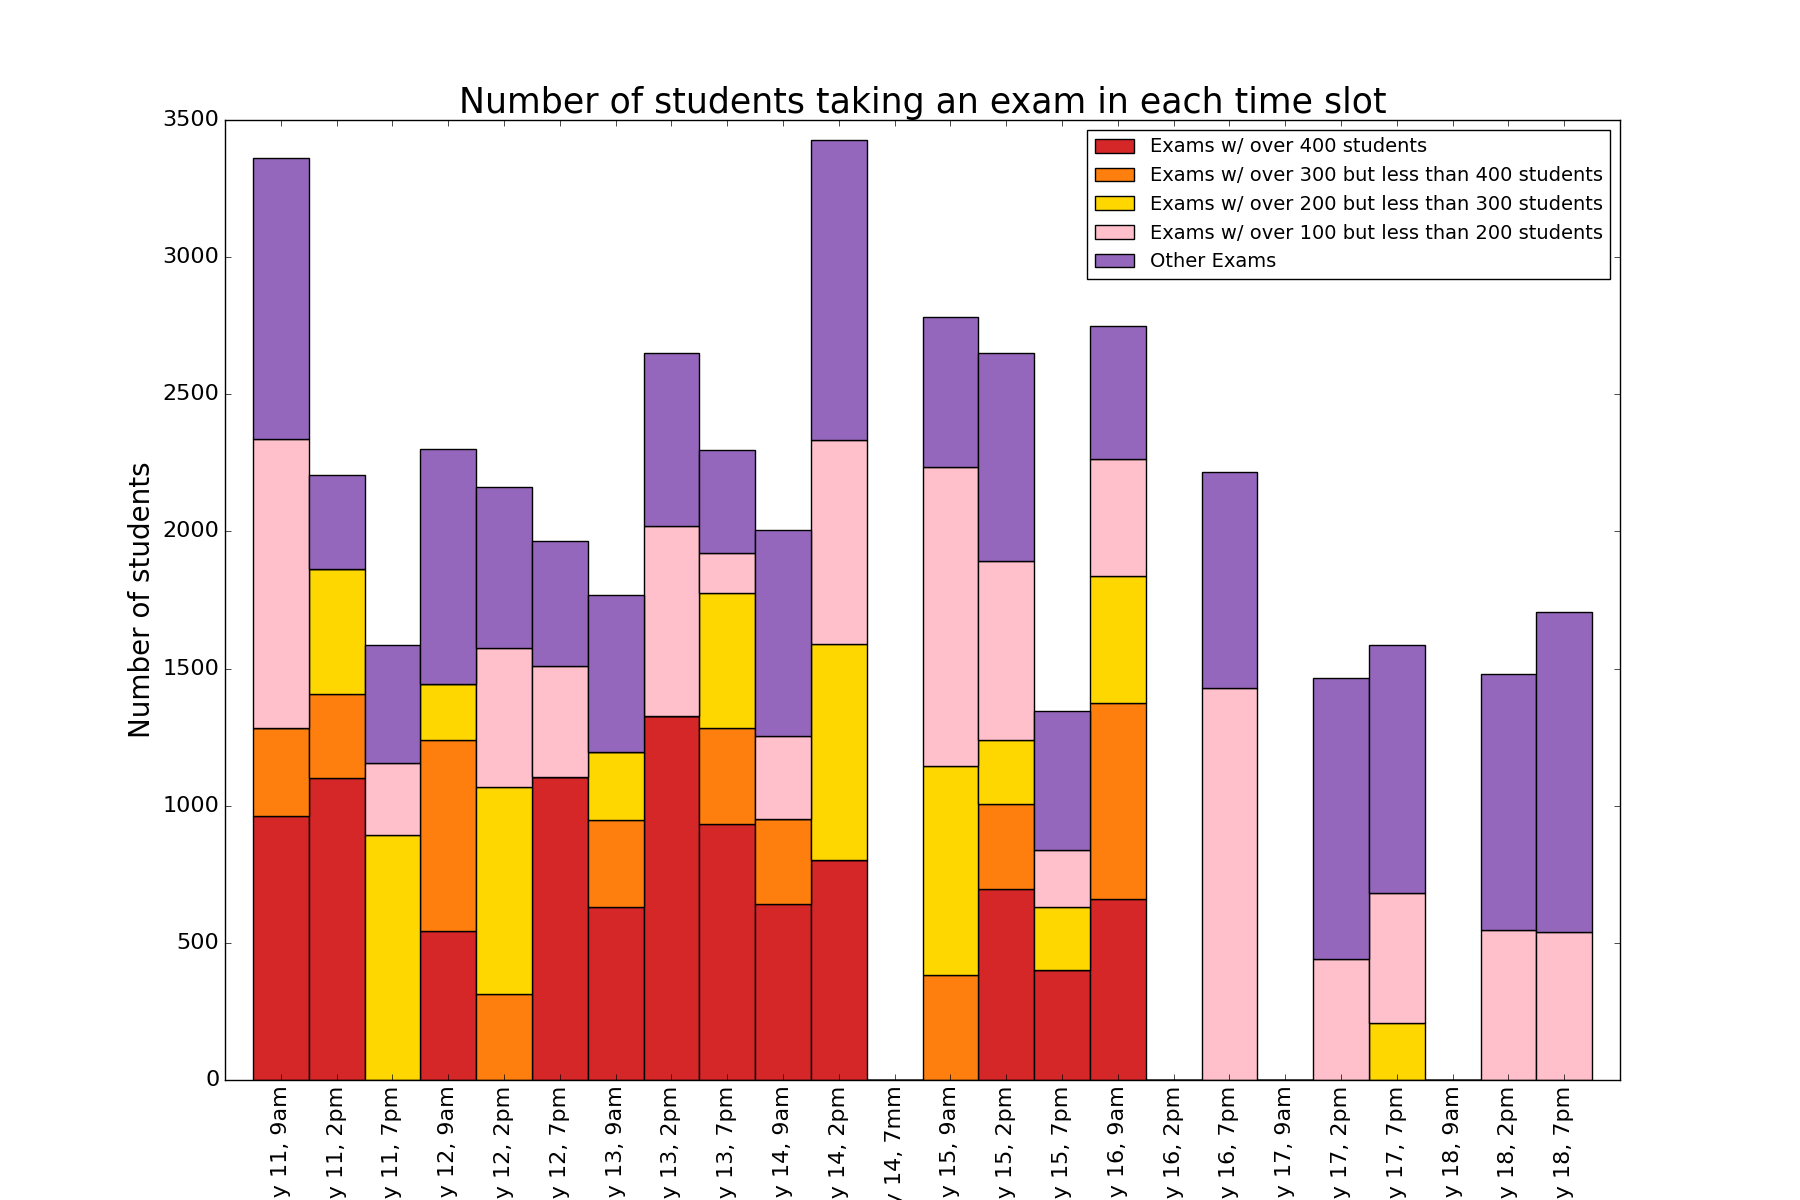 Number of students taking an exam in each time slot
Exams w/ over 400 students
Exams w/ over 300 but less than 400 students
Exams w/ over 200 but less than 300 students
Exams w/ over 100 but less than 200 students
Other Exams
Number of students
3500
3000
2500
2000
1500
1000
500
0
y 11, 9am
y 11, 2pm
y 11, 7pm
y 12, 9am
y 12, 2pm
y 12, 7pm
y 13, 9am
y 13, 2pm
y 13, 7pm
y 14, 9am
y 14, 2pm
y 14, 7mm
y 15, 9am
y 15, 2pm
y 15, 7pm
y 16, 9am
y 16, 2pm
y 16, 7pm
y 17, 9am
y 17, 2pm
y 17, 7pm
y 18, 9am
y 18, 2pm
y 18, 7pm